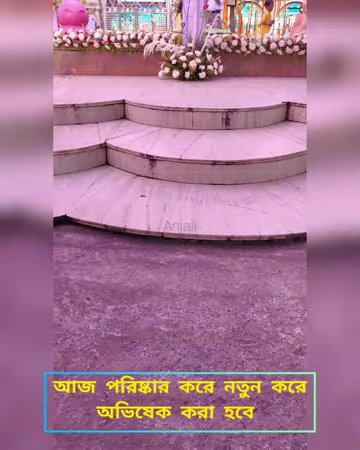 Anjali
আজ পরিষ্কার করে নতুন করে
অভিষেক করা হবে